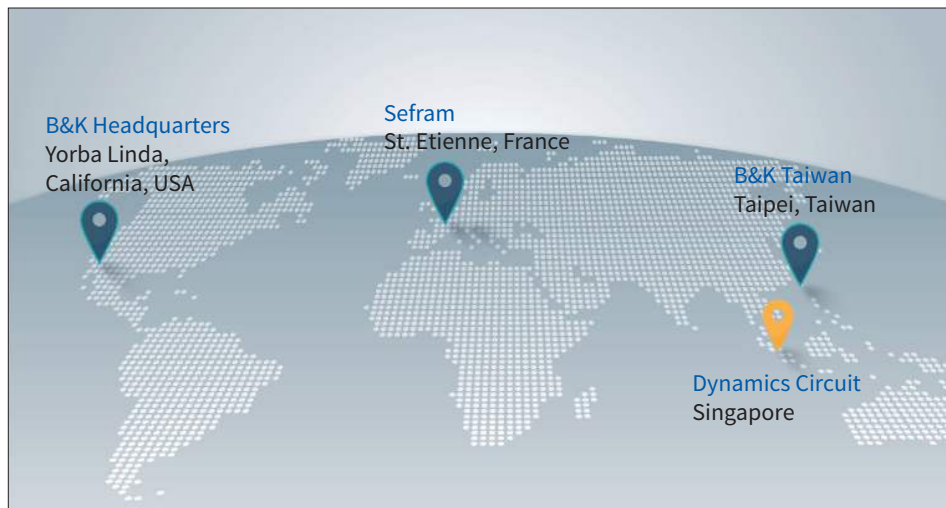 B&K Headquarters
Yorba Linda,
California, USA
Sefram
St. Etienne, France
B&K Taiwan
Taipei, Taiwan
Dynamics Circuit
Singapore